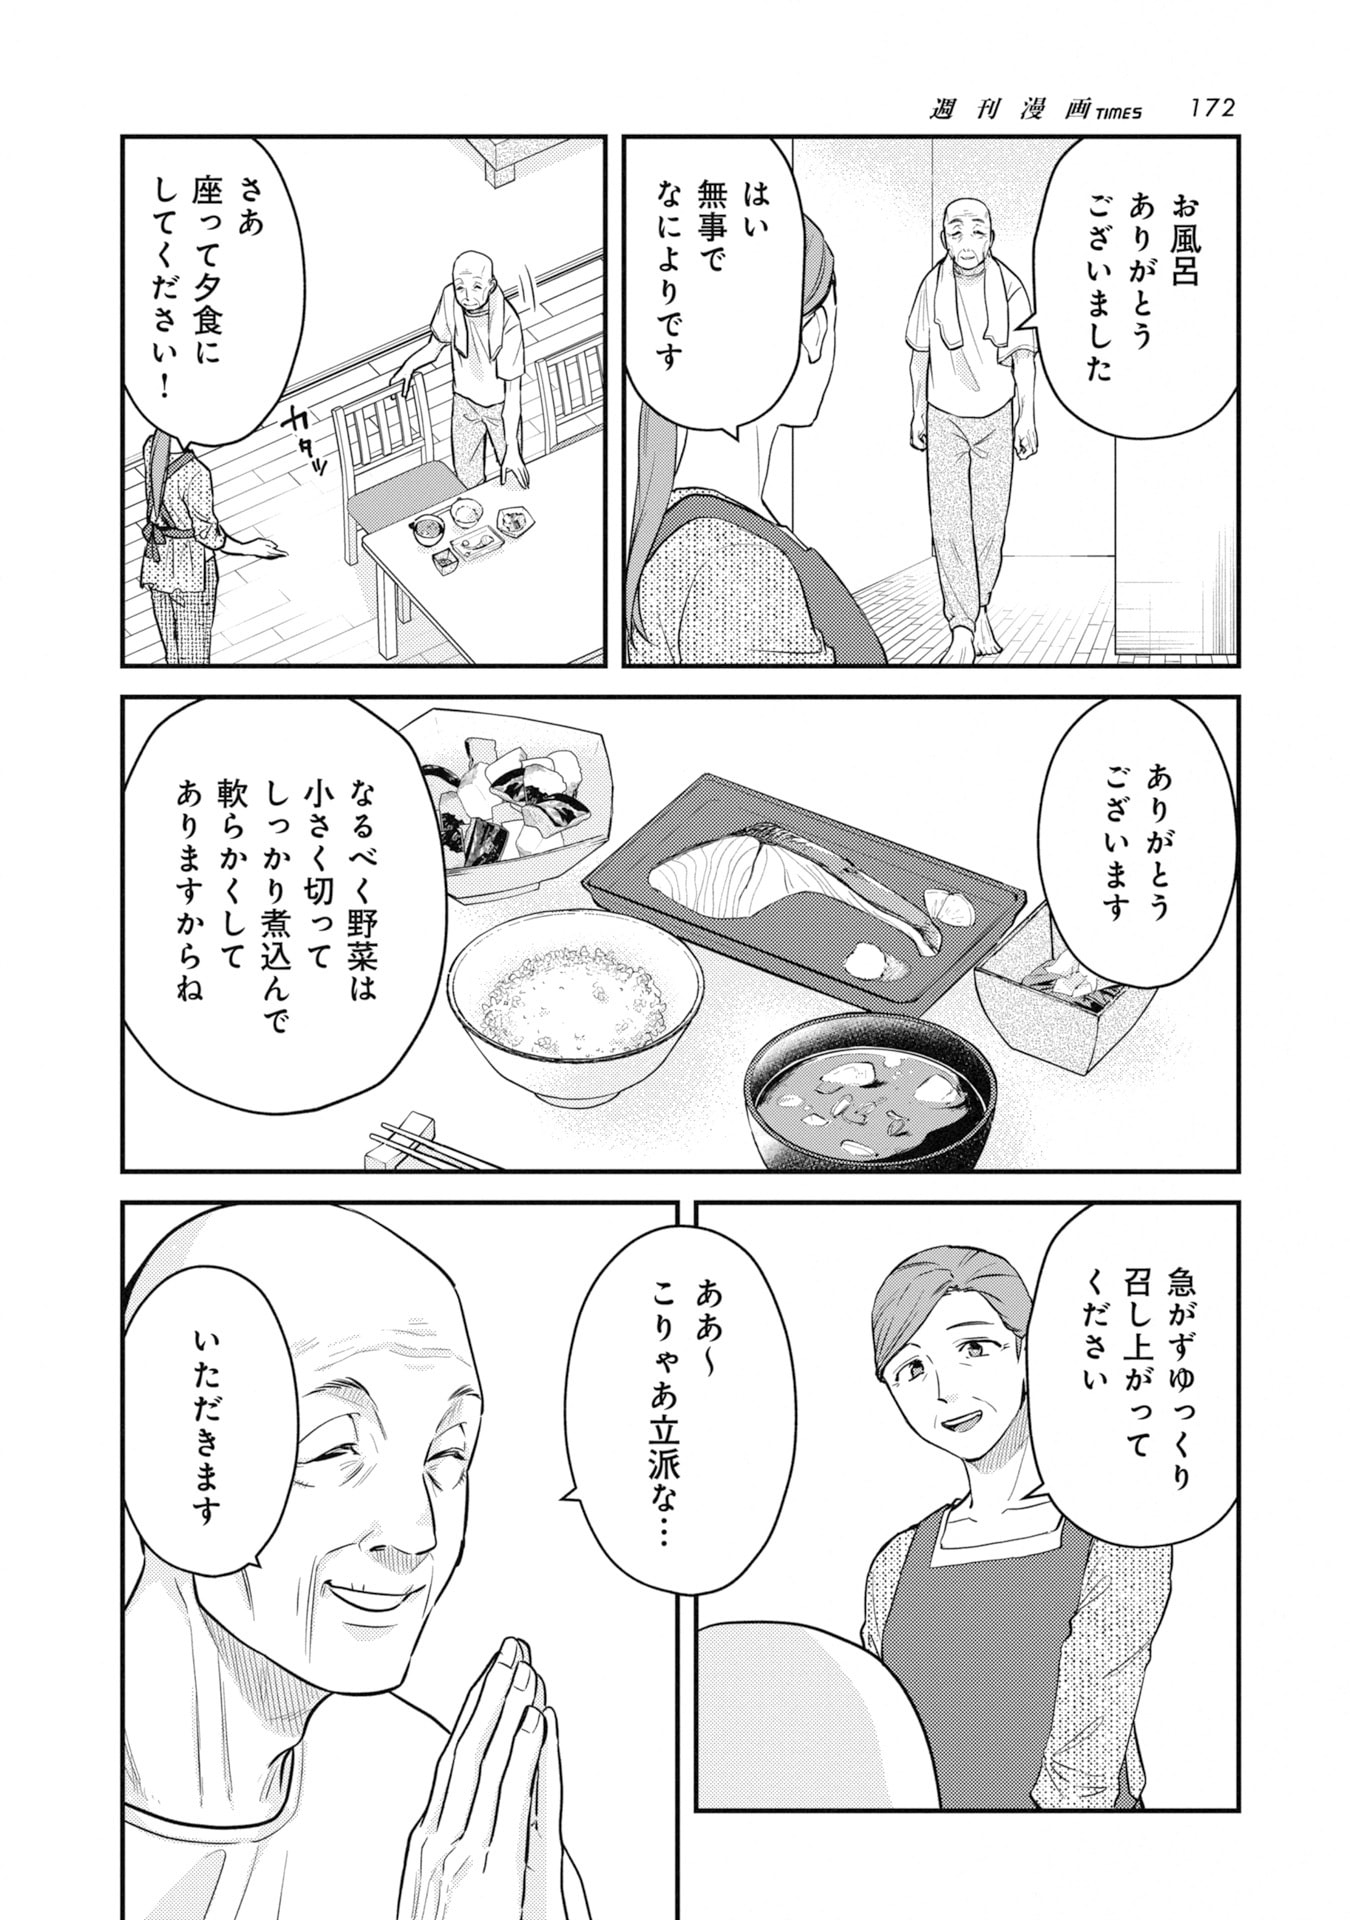 週刊漫画TIMES 172
お風呂
ありがとう
ございました
はい
無事で
なによりです
さあ
座って夕食に
してください！
カタッ
ありがとう
ございます
なるべく野菜は
小さく切って
しっかり煮込んで
軟らかくして
ありますからね
急がずゆっくり
召し上がって
ください
ああ～
こりゃあ立派な…
いただきます